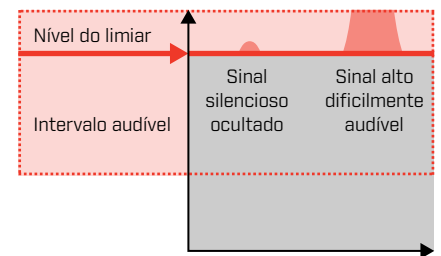 Nível do limiar
Intervalo audível
Sinal
silencioso
ocultado
Sinal alto
dificilmente
audível